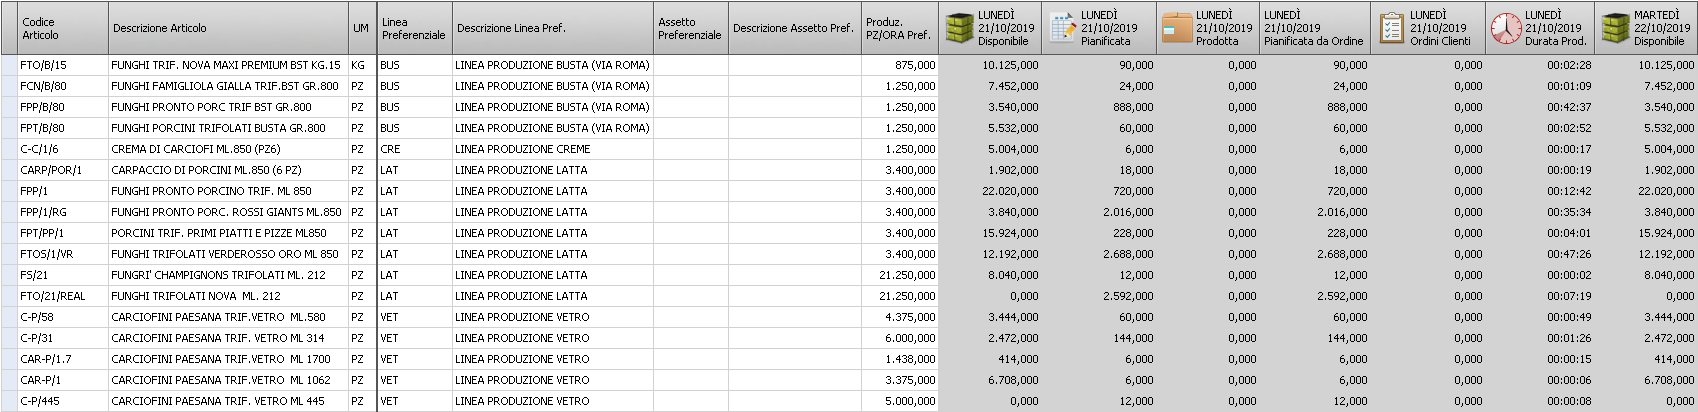 Codice Articolo Descrizione Articolo UM Linea Preferenziale Descrizione Linea Pref. Assetto Preferenziale Descrizione Assetto Pref. Produz. PZ/ORA Pref. LUNEDÌ 21/10/2019 Disponibile LUNEDÌ 21/10/2019 Pianificata LUNEDÌ 21/10/2019 Prodotta LUNEDÌ 21/10/2019 Pianificata da Ordine LUNEDÌ 21/10/2019 Ordini Clienti LUNEDÌ 21/10/2019 Durata Prod. MARTEDÌ 22/10/2019 Disponibile
FTO/B/15 FUNGHI TRIF. NOVA MAXI PREMIUM BST KG.15 KG BUS LINEA PRODUZIONE BUSTA (VIA ROMA) 875,000 10.125,000 90,000 0,000 90,000 0,000 00:02:28 10.125,000
FCN/B/80 FUNGHI FAMIGLIOLA GIALLA TRIF.BST GR.800 PZ BUS LINEA PRODUZIONE BUSTA (VIA ROMA) 1.250,000 7.452,000 24,000 0,000 24,000 0,000 00:01:09 7.452,000
FPP/B/80 FUNGHI PRONTO PORC TRIF BST GR.800 PZ BUS LINEA PRODUZIONE BUSTA (VIA ROMA) 1.250,000 3.540,000 888,000 0,000 888,000 0,000 00:42:37 3.540,000
FPT/B/80 FUNGHI PORCINI TRIFOLATI BUSTA GR.800 PZ BUS LINEA PRODUZIONE BUSTA (VIA ROMA) 1.250,000 5.532,000 60,000 0,000 60,000 0,000 00:02:52 5.532,000
C-C/1/6 CREMA DI CARCIOFI ML.850 (PZ6) PZ CRE LINEA PRODUZIONE CREME 1.250,000 5.004,000 6,000 0,000 6,000 0,000 00:00:17 5.004,000
CARP/POR/1 CARPACCIO DI PORCINI ML.850 (6 PZ) PZ LAT LINEA PRODUZIONE LATTA 3.400,000 1.902,000 18,000 0,000 18,000 0,000 00:00:19 1.902,000
FPP/1 FUNGHI PRONTO PORCINO TRIF. ML 850 PZ LAT LINEA PRODUZIONE LATTA 3.400,000 22.020,000 720,000 0,000 720,000 0,000 00:12:42 22.020,000
FPP/1/RG FUNGHI PRONTO PORC. ROSSI GIANTS ML.850 PZ LAT LINEA PRODUZIONE LATTA 3.400,000 3.840,000 2.016,000 0,000 2.016,000 0,000 00:35:34 3.840,000
FPT/PP/1 PORCINI TRIF. PRIMI PIATTI E PIZZE ML850 PZ LAT LINEA PRODUZIONE LATTA 3.400,000 15.924,000 228,000 0,000 228,000 0,000 00:04:01 15.924,000
FTOS/1/VR FUNGHI TRIFOLATI VERDEROSSO ORO ML 850 PZ LAT LINEA PRODUZIONE LATTA 3.400,000 12.192,000 2.688,000 0,000 2.688,000 0,000 00:47:26 12.192,000
FS/21 FUNGRI' CHAMPIGNONS TRIFOLATI ML. 212 PZ LAT LINEA PRODUZIONE LATTA 21.250,000 8.040,000 12,000 0,000 12,000 0,000 00:00:02 8.040,000
FTO/21/REAL FUNGHI TRIFOLATI NOVA ML. 212 PZ LAT LINEA PRODUZIONE LATTA 21.250,000 0,000 2.592,000 0,000 2.592,000 0,000 00:07:19 0,000
C-P/58 CARCIOFINI PAESANA TRIF.VETRO ML.580 PZ VET LINEA PRODUZIONE VETRO 4.375,000 3.444,000 60,000 0,000 60,000 0,000 00:00:49 3.444,000
C-P/31 CARCIOFINI PAESANA TRIF. VETRO ML 314 PZ VET LINEA PRODUZIONE VETRO 6.000,000 2.472,000 144,000 0,000 144,000 0,000 00:01:26 2.472,000
CAR-P/1.7 CARCIOFINI PAESANA TRIF.VETRO ML 1700 PZ VET LINEA PRODUZIONE VETRO 1.438,000 414,000 6,000 0,000 6,000 0,000 00:00:15 414,000
CAR-P/1 CARCIOFINI PAESANA TRIF.VETRO ML 1062 PZ VET LINEA PRODUZIONE VETRO 3.375,000 6.708,000 6,000 0,000 6,000 0,000 00:00:06 6.708,000
C-P/445 CARCIOFINI PAESANA TRIF. VETRO ML 445 PZ VET LINEA PRODUZIONE VETRO 5.000,000 0,000 12,000 0,000 12,000 0,000 00:00:08 0,000